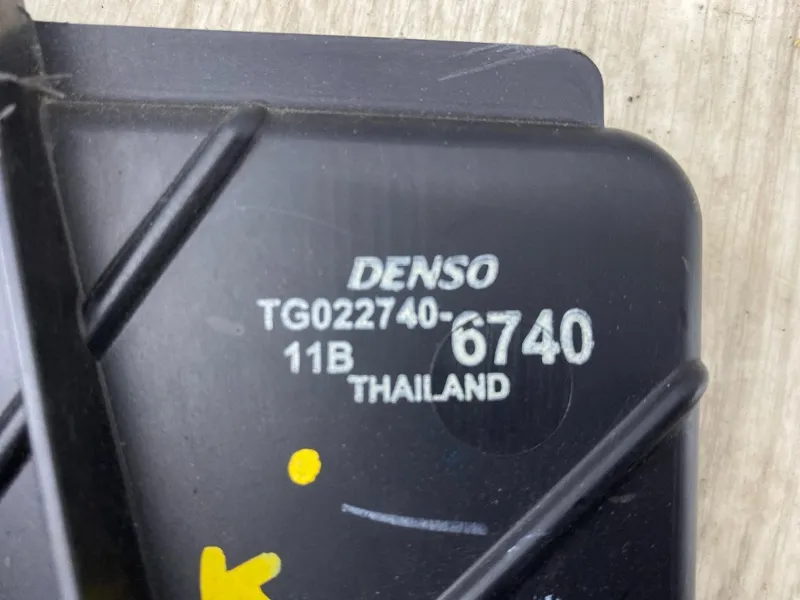 DENSO
TG022740-6740
11B
THAILAND